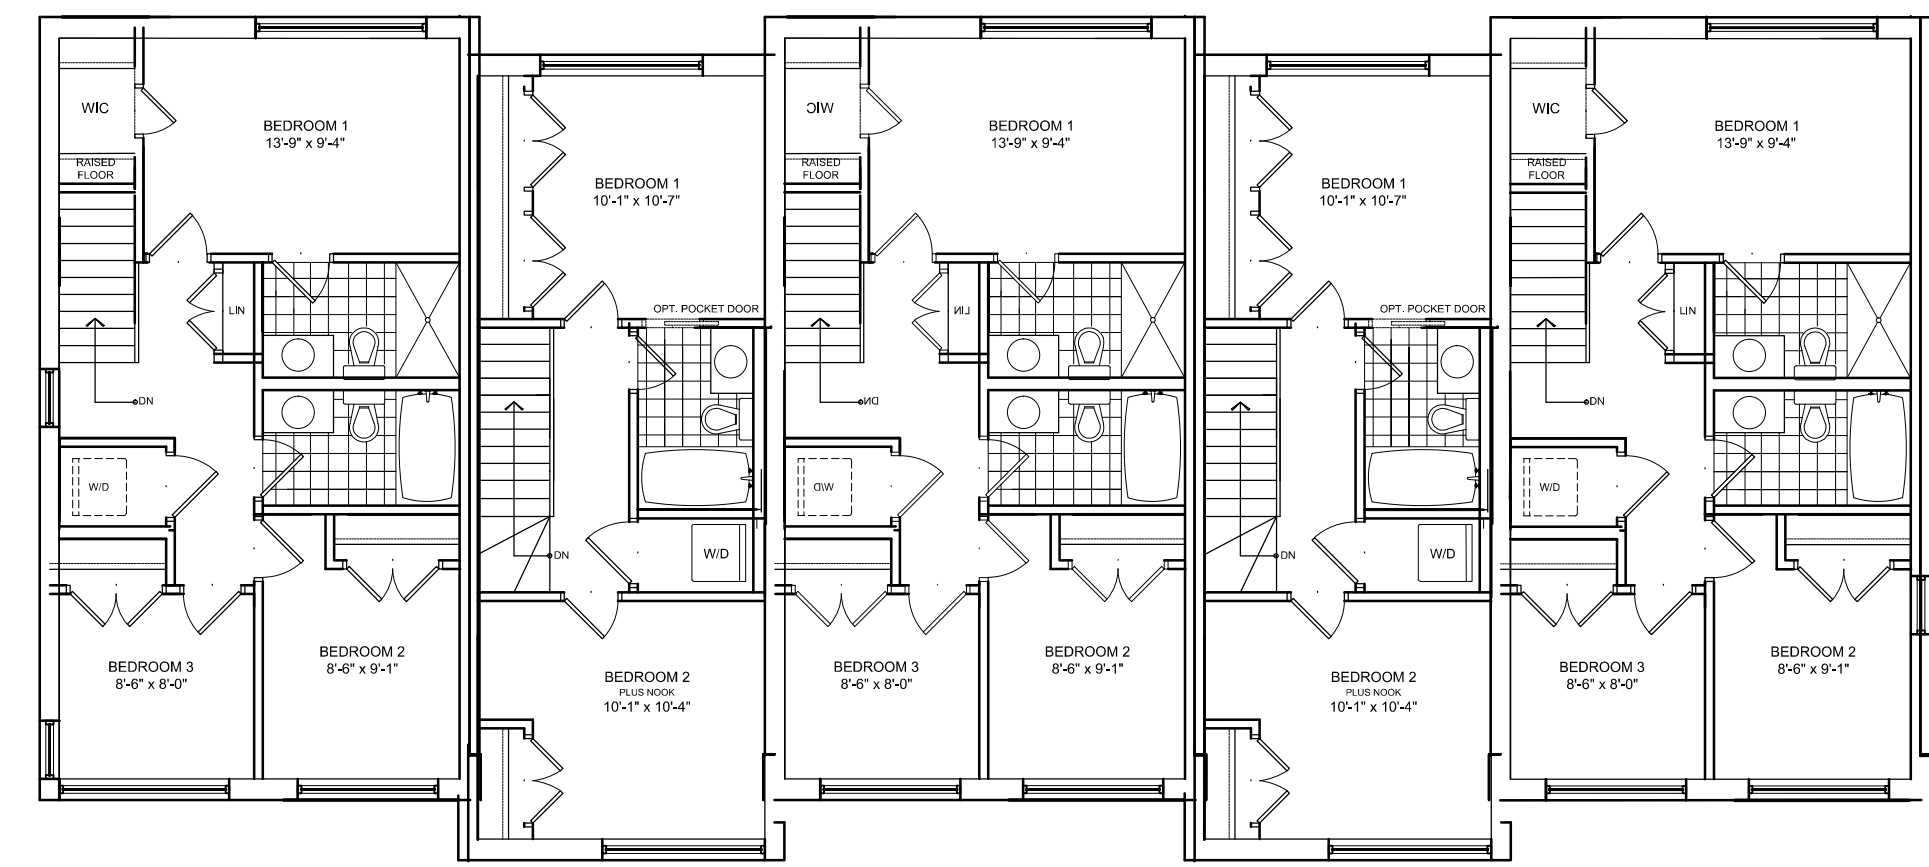 WIC
BEDROOM 1
13'-9" x 9'-4"
RAISED
FLOOR
LIN
DN
W/D
BEDROOM 3
8'-6" x 8'-0"
BEDROOM 2
8'-6" x 9'-1"
BEDROOM 1
10'-1" x 10'-7"
OPT. POCKET DOOR
DN
W/D
BEDROOM 2
PLUS NOOK
10'-1" x 10'-4"
WIC
BEDROOM 1
13'-9" x 9'-4"
RAISED
FLOOR
LIN
DN
W/D
BEDROOM 3
8'-6" x 8'-0"
BEDROOM 2
8'-6" x 9'-1"
BEDROOM 1
10'-1" x 10'-7"
OPT. POCKET DOOR
DN
W/D
BEDROOM 2
PLUS NOOK
10'-1" x 10'-4"
WIC
BEDROOM 1
13'-9" x 9'-4"
RAISED
FLOOR
LIN
DN
W/D
BEDROOM 3
8'-6" x 8'-0"
BEDROOM 2
8'-6" x 9'-1"